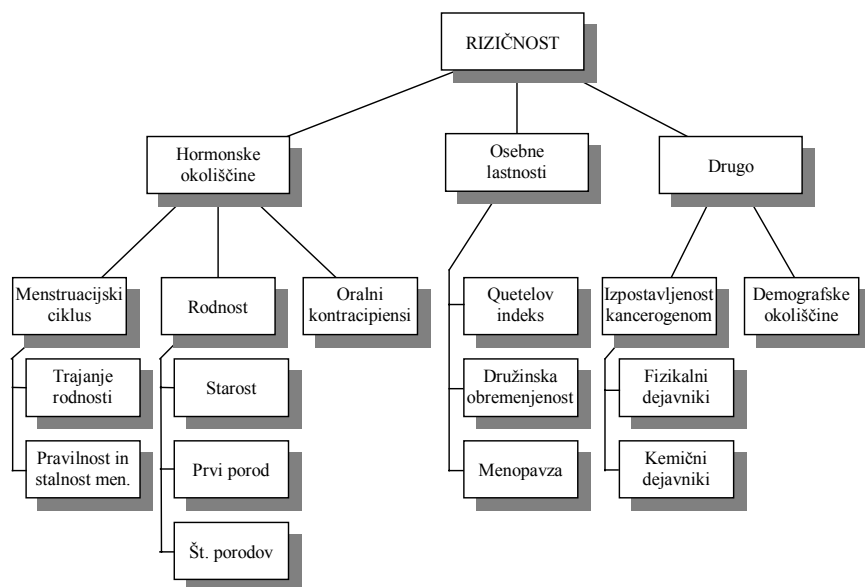 RIZIČNOST
Hormonske
okoliščine
Osebne
lastnosti
Drugo
Menstruacijski
ciklus
Rodnost
Oralni
kontracipiensi
Quetelov
indeks
Izpostavljenost
kancerogenom
Demografske
okoliščine
Trajanje
rodnosti
Starost
Družinska
obremenjenost
Fizikalni
dejavniki
Pravilnost in
stalnost men.
Prvi porod
Menopavza
Kemični
dejavniki
Št. porodov